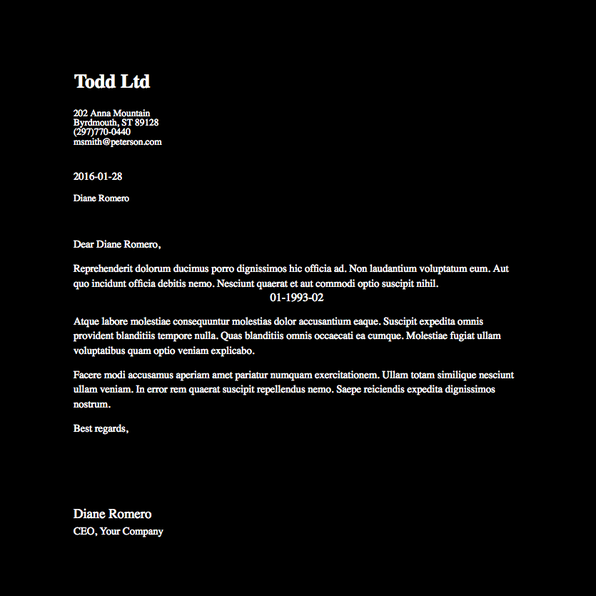 Todd Ltd
202 Anna Mountain
Byrdmouth, ST 89128
(297)770-0440
msmith@peterson.com
2016-01-28
Diane Romero
Dear Diane Romero,
Reprehenderit dolorum ducimus porro dignissimos hic officia ad. Non laudantium voluptatum eum. Aut
quo incidunt officia debitis nemo. Nesciunt quaerat et aut commodi optio suscipit nihil.
01-1993-02
Atque labore molestiae consequuntur molestias dolor accusantium eaque. Suscipit expedita omnis
provident blanditiis tempore nulla. Quas blanditiis omnis occaecati ea cumque. Molestiae fugiat ullam
voluptatibus quam optio veniam explicabo.
Facere modi accusamus aperiam amet pariatur numquam exercitationem. Ullam totam similique nesciunt
ullam veniam. In error rem quaerat suscipit repellendus nemo. Saepe reiciendis expedita dignissimos
nostrum.
Best regards,
Diane Romero
CEO, Your Company